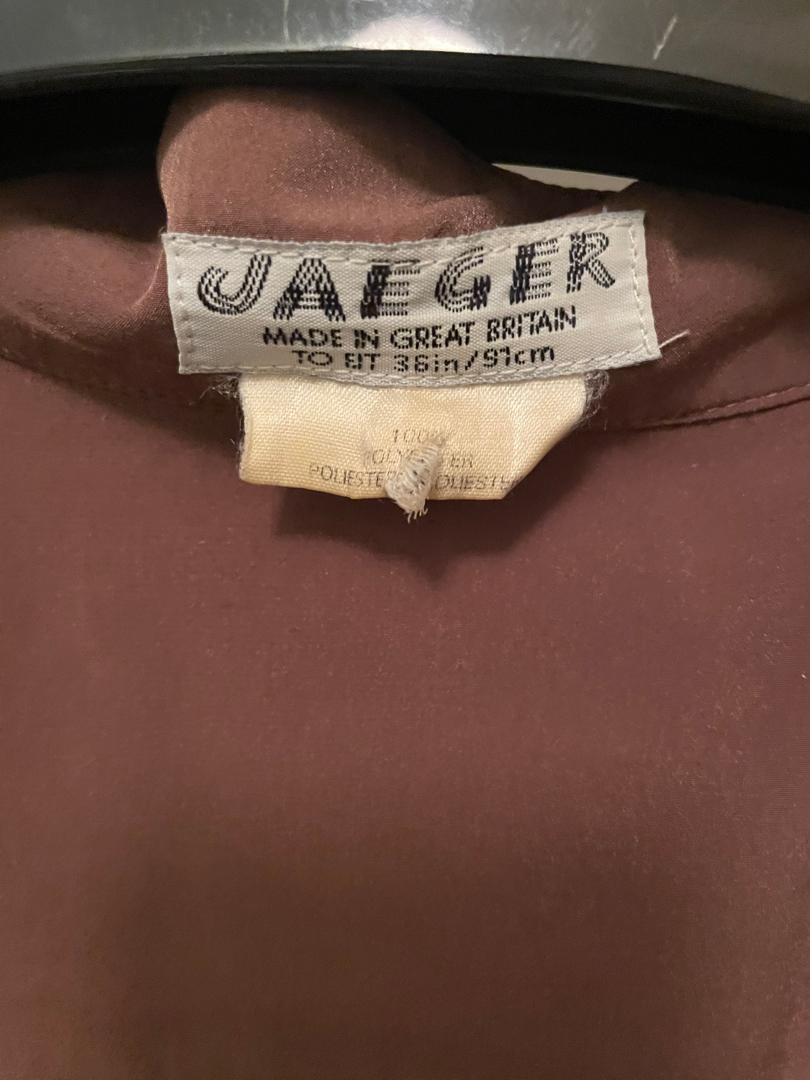 JAEGER
MADE IN GREAT BRITAIN
TO FIT 36in/91cm
100%
POLYESTER